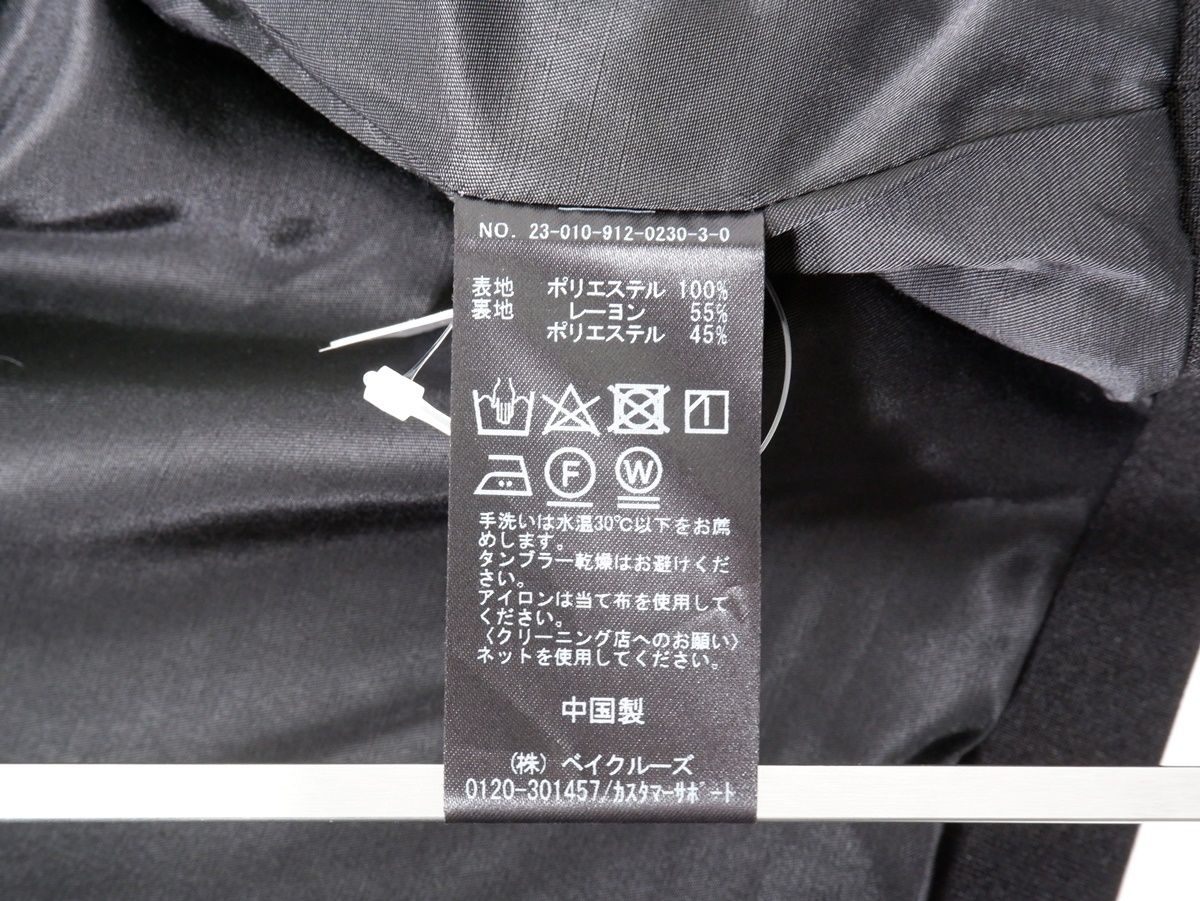 NO. 23-010-912-0230-3-0
表地 ポリエステル 100%
裏地 レーヨン 55%
ポリエステル 45%
F W
手洗いは水温30℃以下をお薦
めします。
タンブラー乾燥はお避けくだ
さい。
アイロンは当て布を使用して
ください。
〈クリーニング店へのお願い〉
ネットを使用してください。
中国製
(株) ベイクルーズ
0120-301457/ｶｽﾀﾏｰｻﾎﾟｰﾄ